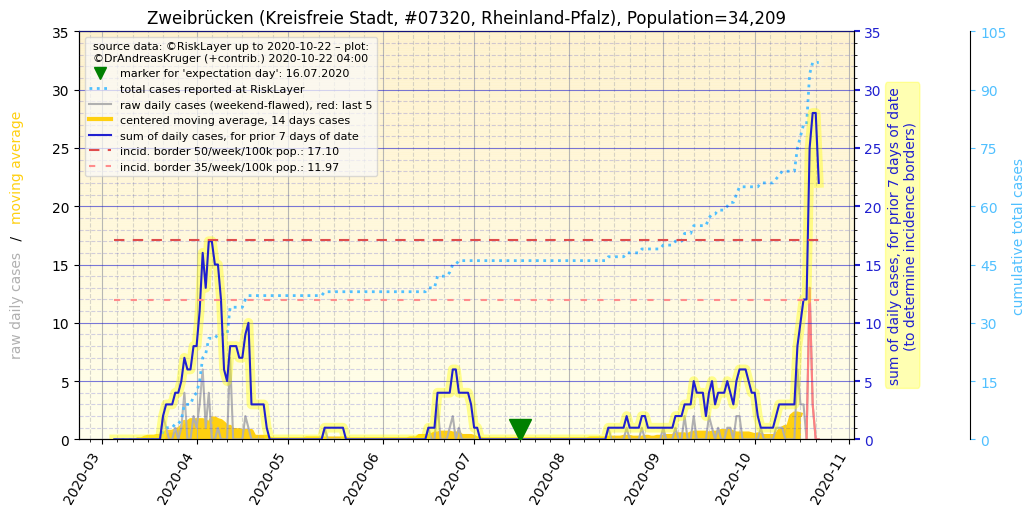 Zweibrücken (Kreisfreie Stadt, #07320, Rheinland-Pfalz), Population=34,209
source data: ©RiskLayer up to 2020-10-22 – plot:
©DrAndreasKruger (+contrib.) 2020-10-22 04:00
marker for 'expectation day': 16.07.2020
total cases reported at RiskLayer
raw daily cases (weekend-flawed), red: last 5
centered moving average, 14 days cases
sum of daily cases, for prior 7 days of date
incid. border 50/week/100k pop.: 17.10
incid. border 35/week/100k pop.: 11.97
raw daily cases / moving average
35
30
25
20
15
10
5
0
2020-03
2020-04
2020-05
2020-06
2020-07
2020-08
2020-09
2020-10
2020-11
35
30
25
20
15
10
5
0
sum of daily cases, for prior 7 days of date
(to determine incidence borders)
105
90
75
60
45
30
15
0
cumulative total cases